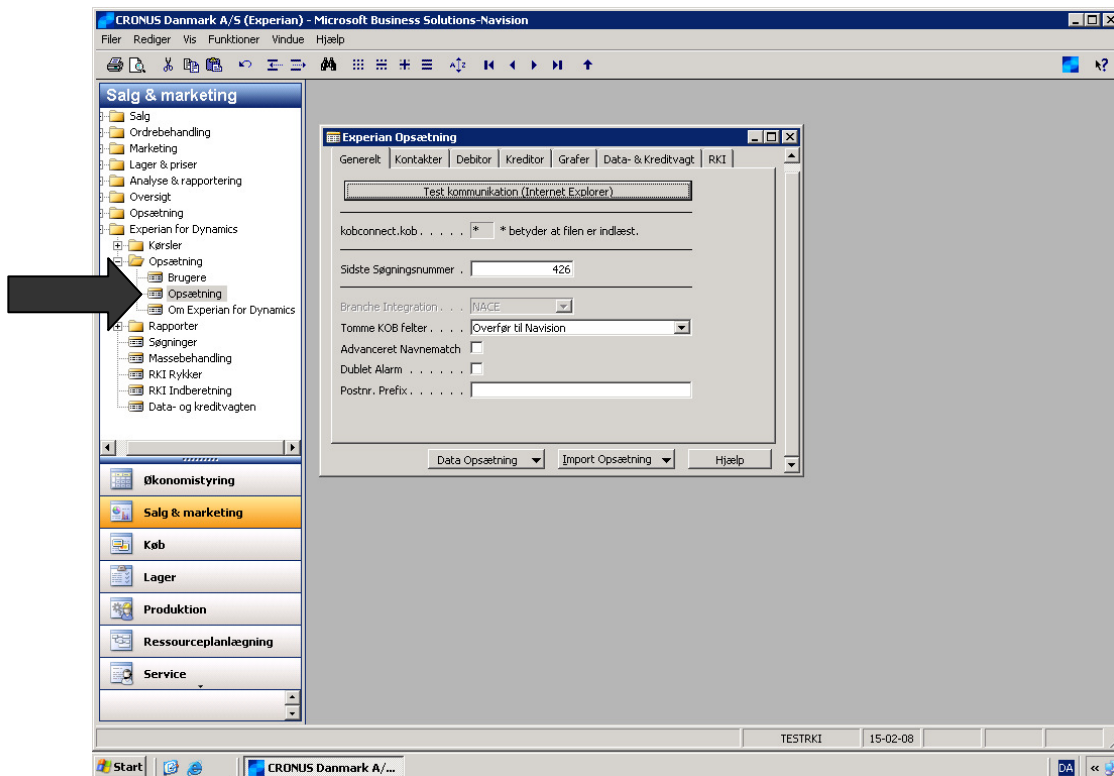 CRONUS Danmark A/S (Experian) - Microsoft Business Solutions-Navision
Filer Rediger Vis Funktioner Vindue Hjælp
Salg & marketing
Salg
Ordrebehandling
Marketing
Lager & priser
Analyse & rapportering
Oversigt
Opsætning
Experian for Dynamics
Kørsler
Opsætning
Brugere
Opsætning
Om Experian for Dynamics
Rapporter
Søgninger
Massebehandling
RKI Rykker
RKI Indberetning
Data- og kreditvagten
Økonomistyring
Salg & marketing
Køb
Lager
Produktion
Ressourceplanlægning
Service
Experian Opsætning
Generelt Kontakter Debitor Kreditor Grafer Data- & Kreditvagt RKI
Test kommunikation (Internet Explorer)
kobconnect.kob . . . . . * * betyder at filen er indlæst.
Sidste Søgningsnummer . 426
Branche Integration . . . NACE
Tomme KOB felter . . . . Overfør til Navision
Advanceret Navnematch
Dublet Alarm . . . . . .
Postnr. Prefix . . . . . .
Data Opsætning Import Opsætning Hjælp
TESTRKI 15-02-08
Start CRONUS Danmark A/... DA «